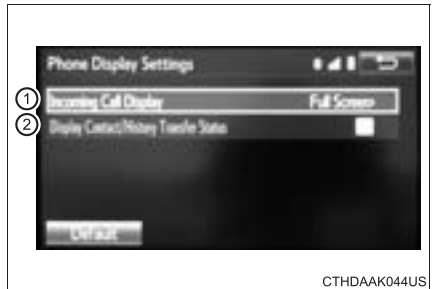 Phone Display Settings
① Incoming Call Display Full Screen
② Display Contact/History Transfer Status
Default
CTHDAAK044US